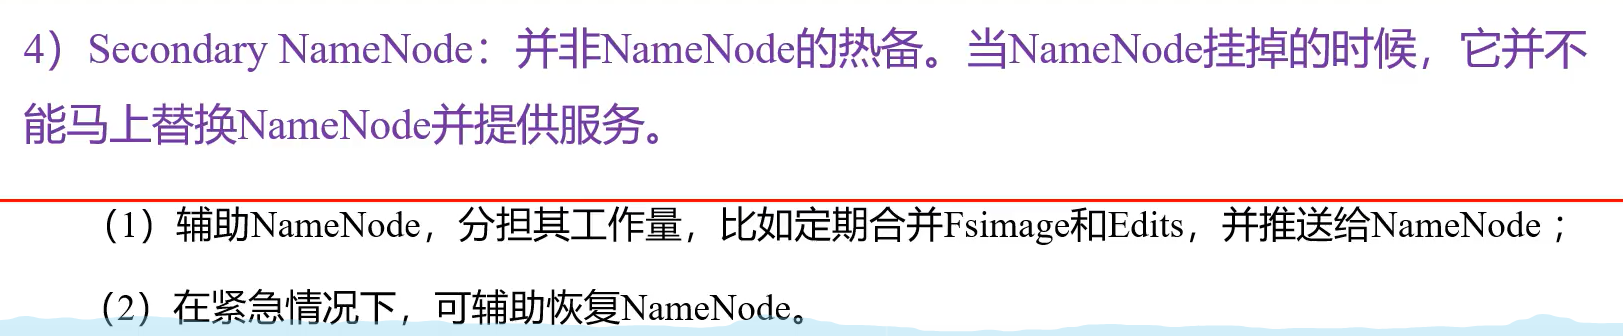 4）Secondary NameNode：并非NameNode的热备。当NameNode挂掉的时候，它并不
能马上替换NameNode并提供服务。
（1）辅助NameNode，分担其工作量，比如定期合并Fsimage和Edits，并推送给NameNode；
（2）在紧急情况下，可辅助恢复NameNode。